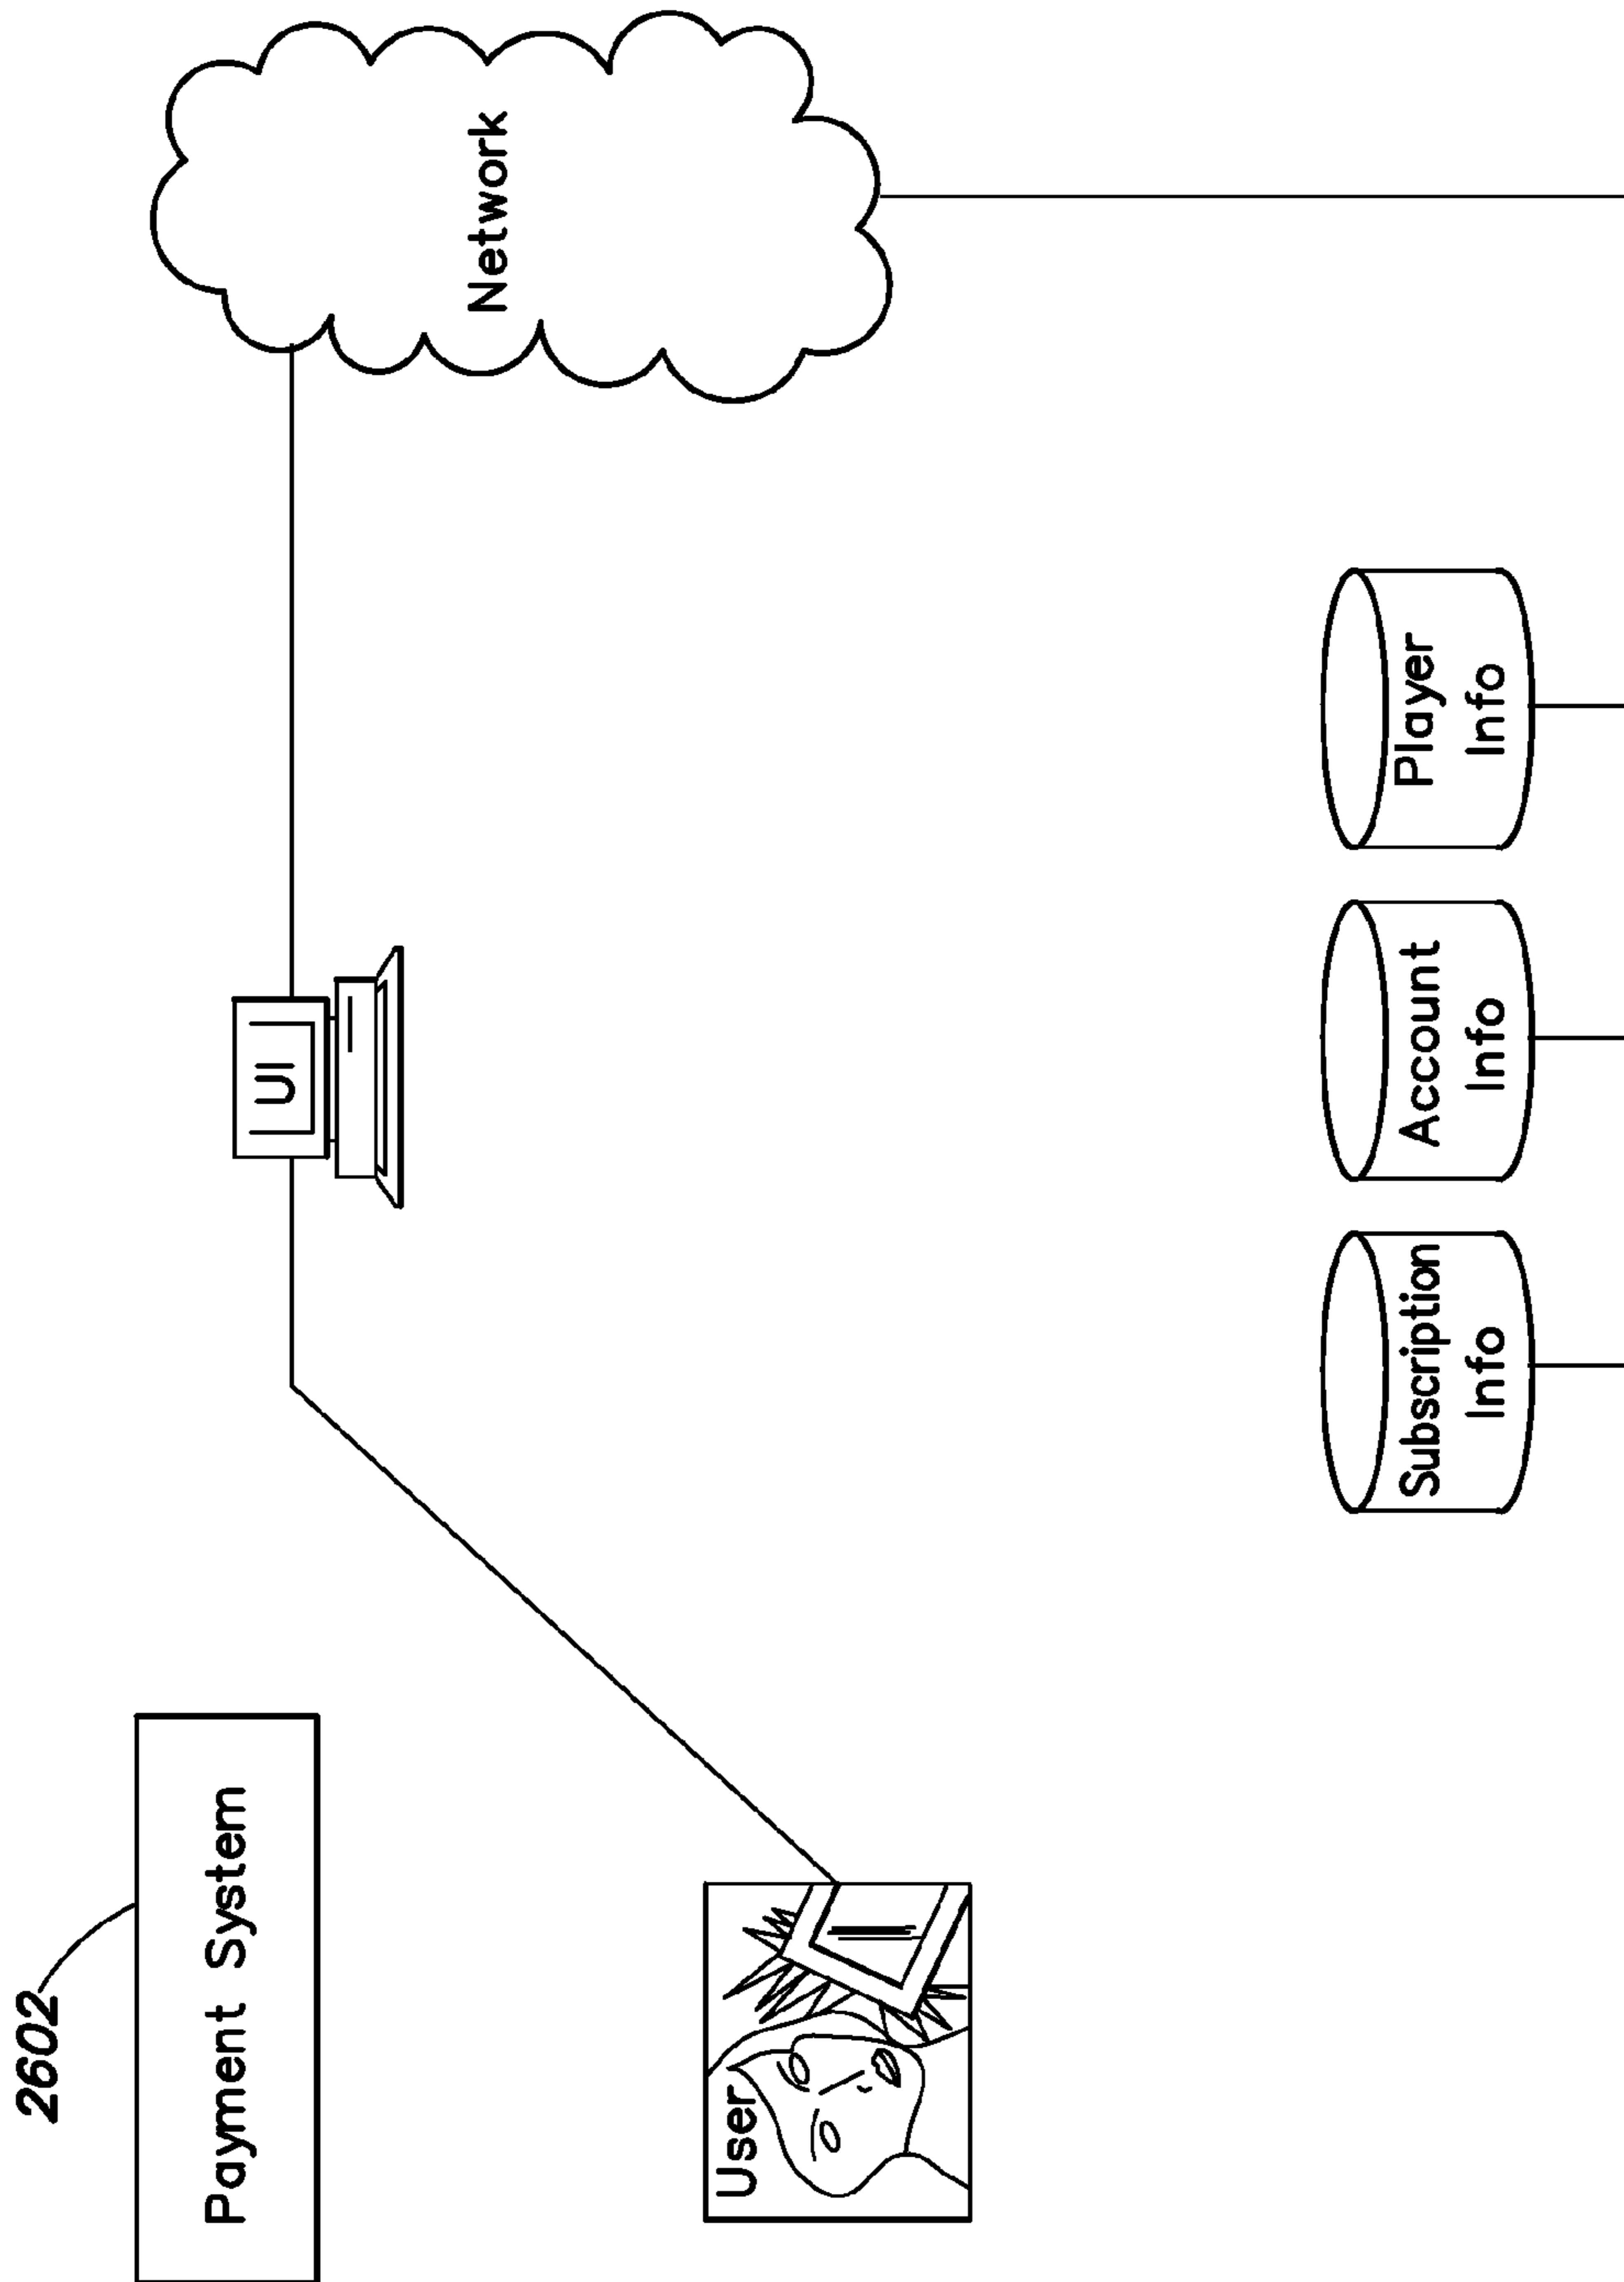 2602
Payment System
UI
Network
User
Subscription
Info
Account
Info
Player
Info